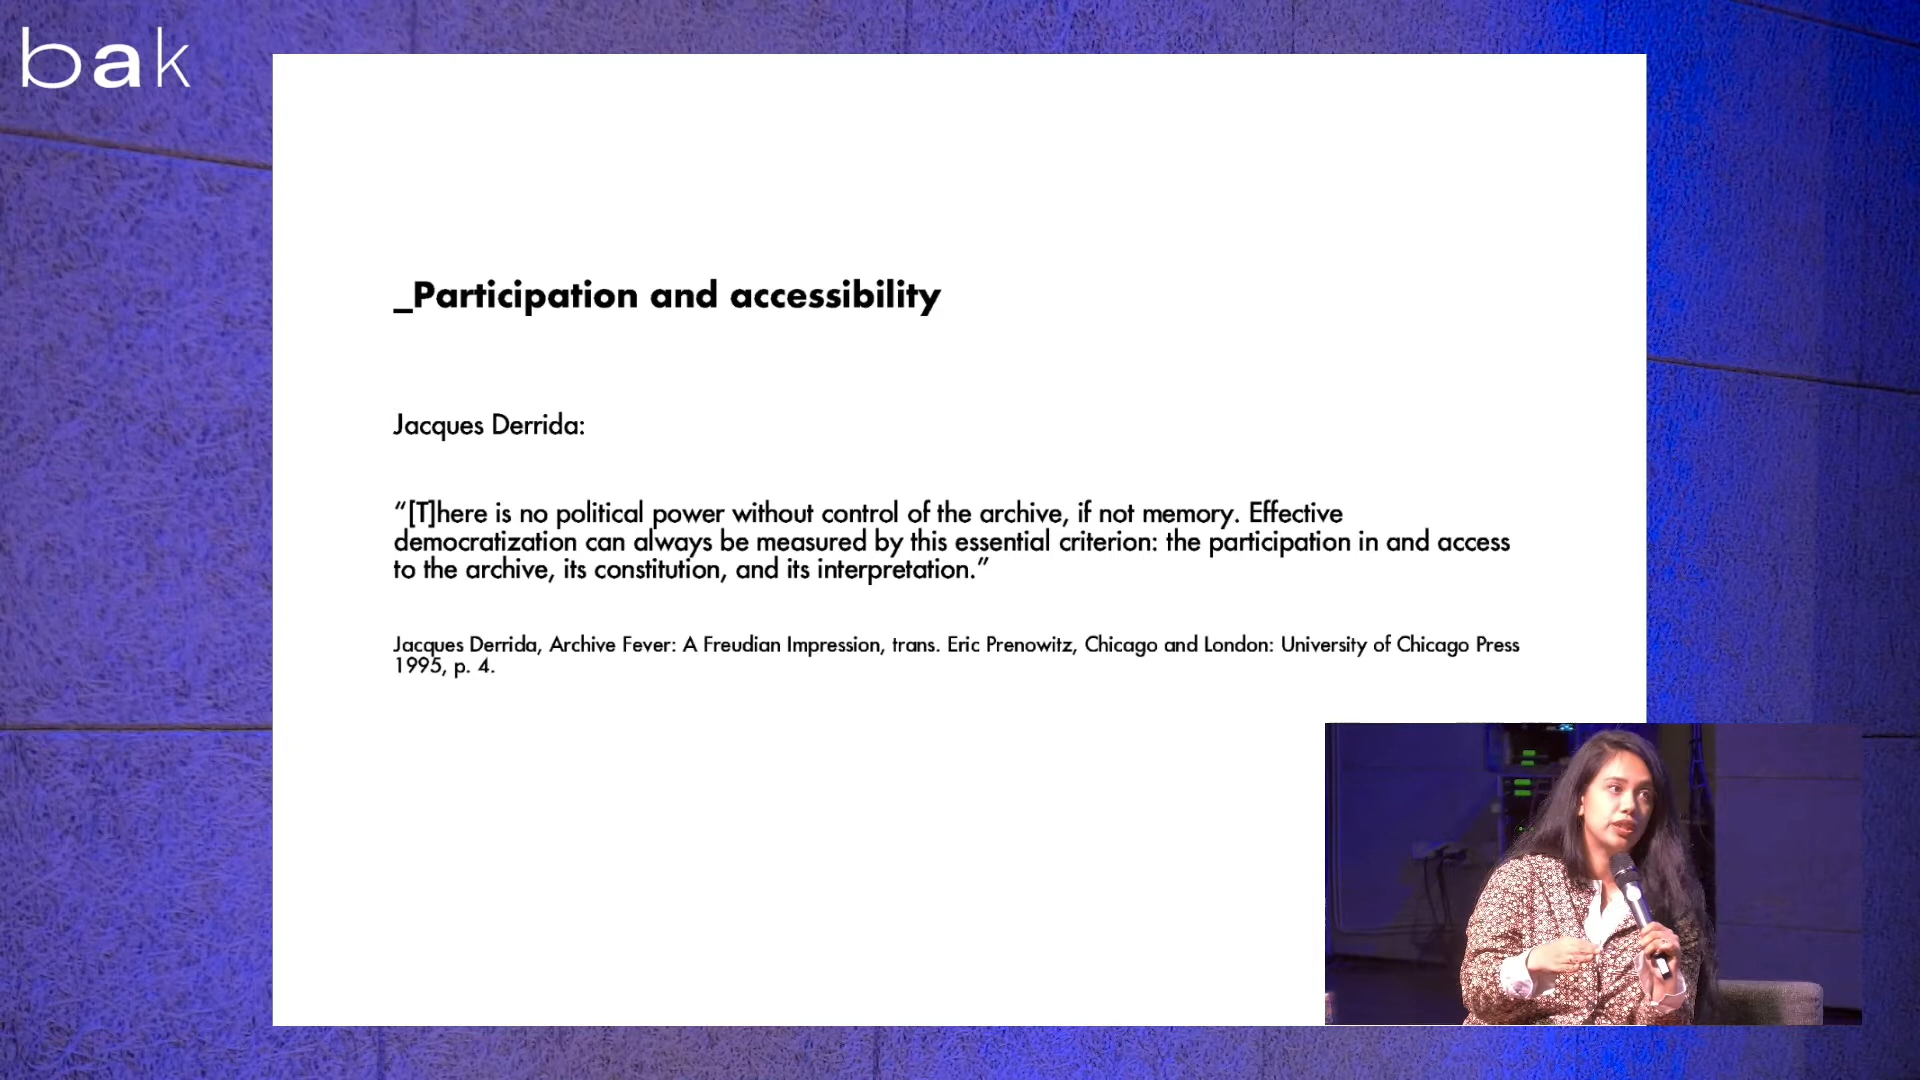 bak
_Participation and accessibility
Jacques Derrida:
“[T]here is no political power without control of the archive, if not memory. Effective
democratization can always be measured by this essential criterion: the participation in and access
to the archive, its constitution, and its interpretation.”
Jacques Derrida, Archive Fever: A Freudian Impression, trans. Eric Prenowitz, Chicago and London: University of Chicago Press
1995, p. 4.